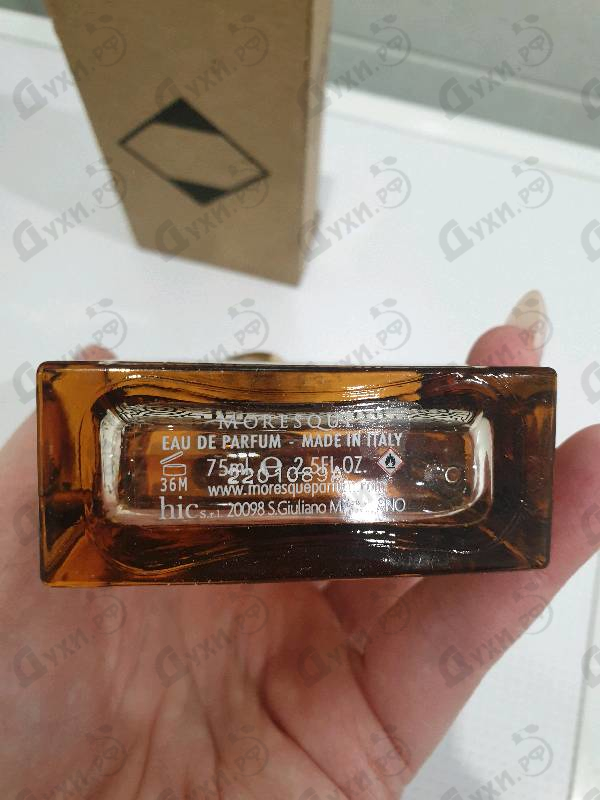 MORESQUE
EAU DE PARFUM - MADE IN ITALY
36M
75ml ℮ 2.5FL.OZ.
2201089A
www.moresqueparfum
hic s.r.l. 20098 S.Giuliano
Духи.рф